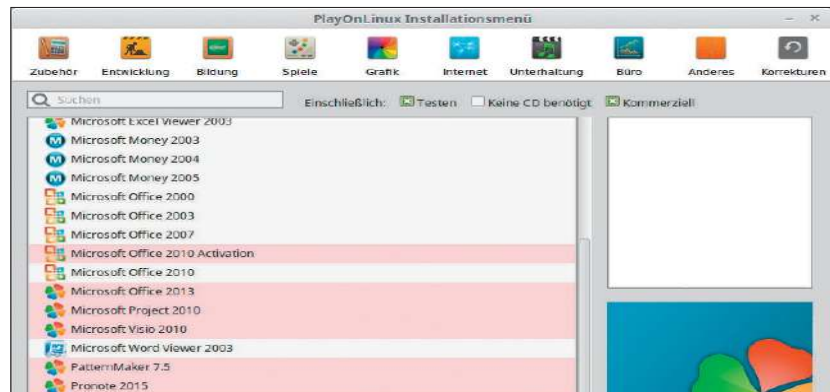 PlayOnLinux Installationsmenü
Zubehör Entwicklung Bildung Spiele Grafik Internet Unterhaltung Büro Anderes Korrekturen
Suchen Einschließlich: Testen Keine CD benötigt Kommerziell
Microsoft Excel Viewer 2003
Microsoft Money 2003
Microsoft Money 2004
Microsoft Money 2005
Microsoft Office 2000
Microsoft Office 2003
Microsoft Office 2007
Microsoft Office 2010 Activation
Microsoft Office 2010
Microsoft Office 2013
Microsoft Project 2010
Microsoft Visio 2010
Microsoft Word Viewer 2003
PatternMaker 7.5
Pronote 2015